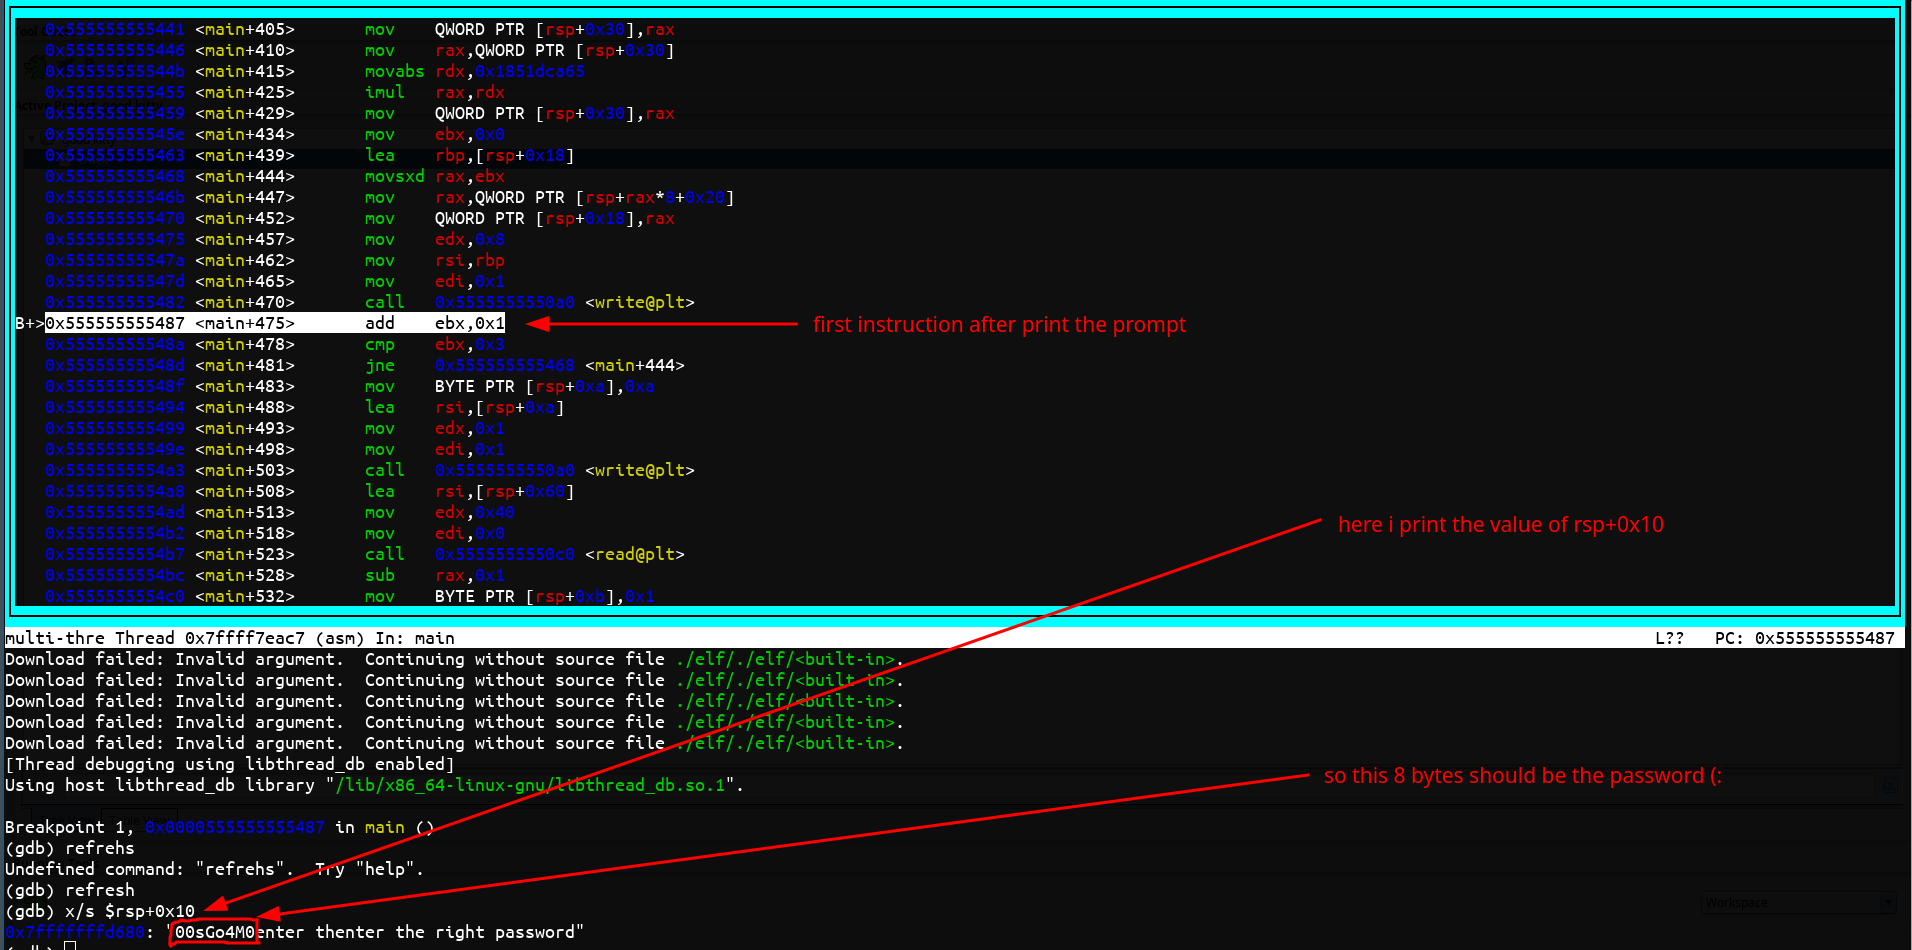 0x555555555441 <main+405> mov QWORD PTR [rsp+0x30],rax
0x555555555446 <main+410> mov rax,QWORD PTR [rsp+0x30]
0x55555555544b <main+415> movabs rdx,0x1851dca65
0x555555555455 <main+425> imul rax,rdx
0x555555555459 <main+429> mov QWORD PTR [rsp+0x30],rax
0x55555555545e <main+434> mov ebx,0x0
0x555555555463 <main+439> lea rbp,[rsp+0x18]
0x555555555468 <main+444> movsxd rax,ebx
0x55555555546b <main+447> mov rax,QWORD PTR [rsp+rax*8+0x20]
0x555555555470 <main+452> mov QWORD PTR [rsp+0x18],rax
0x555555555475 <main+457> mov edx,0x8
0x55555555547a <main+462> mov rsi,rbp
0x55555555547d <main+465> mov edi,0x1
0x555555555482 <main+470> call 0x5555555550a0 <write@plt>
B+>0x555555555487 <main+475> add ebx,0x1 first instruction after print the prompt
0x55555555548a <main+478> cmp ebx,0x3
0x55555555548d <main+481> jne 0x555555555468 <main+444>
0x55555555548f <main+483> mov BYTE PTR [rsp+0xa],0xa
0x555555555494 <main+488> lea rsi,[rsp+0xa]
0x555555555499 <main+493> mov edx,0x1
0x55555555549e <main+498> mov edi,0x1
0x5555555554a3 <main+503> call 0x5555555550a0 <write@plt>
0x5555555554a8 <main+508> lea rsi,[rsp+0x60]
0x5555555554ad <main+513> mov edx,0x40
0x5555555554b2 <main+518> mov edi,0x0
here i print the value of rsp+0x10
0x5555555554b7 <main+523> call 0x5555555550c0 <read@plt>
0x5555555554bc <main+528> sub rax,0x1
0x5555555554c0 <main+532> mov BYTE PTR [rsp+0xb],0x1
multi-thre Thread 0x7ffff7eac7 (asm) In: main L?? PC: 0x555555555487
Download failed: Invalid argument. Continuing without source file ./elf/./elf/<built-in>.
Download failed: Invalid argument. Continuing without source file ./elf/./elf/<built-in>.
Download failed: Invalid argument. Continuing without source file ./elf/./elf/<built-in>.
Download failed: Invalid argument. Continuing without source file ./elf/./elf/<built-in>.
Download failed: Invalid argument. Continuing without source file ./elf/./elf/<built-in>.
[Thread debugging using libthread_db enabled]
Using host libthread_db library "/lib/x86_64-linux-gnu/libthread_db.so.1".
so this 8 bytes should be the password (:
Breakpoint 1, 0x0000555555555487 in main ()
(gdb) refrehs
Undefined command: "refrehs". Try "help".
(gdb) refresh
(gdb) x/s $rsp+0x10
Workspace
0x7fffffffd680: "00sGo4M0enter thenter the right password"